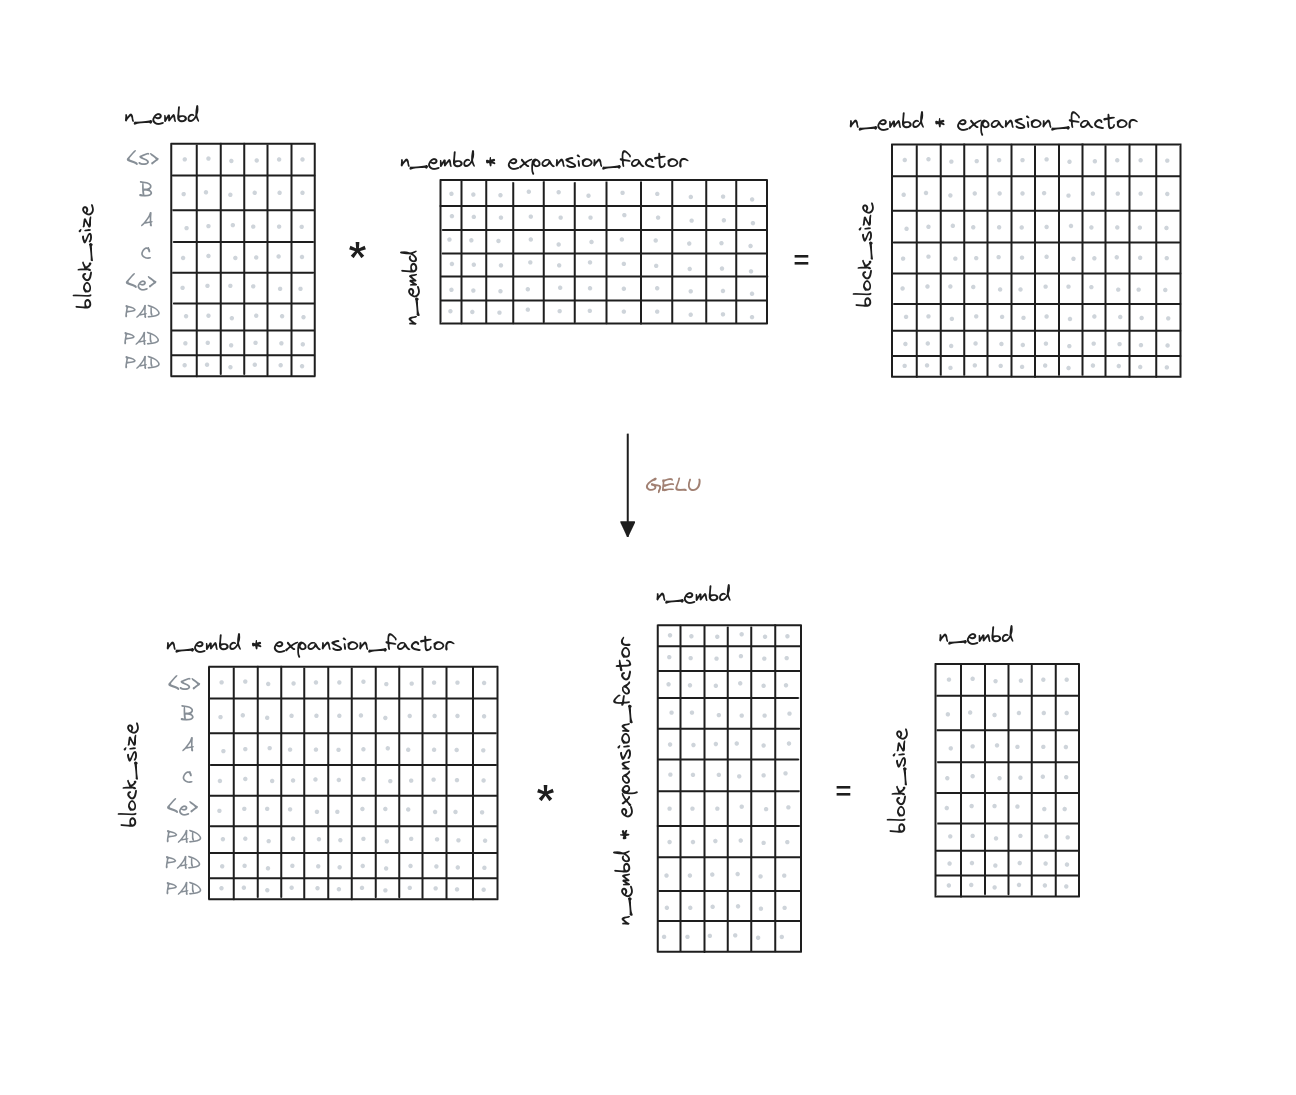 n_embd
block_size
<s>
B
A
C
<e>
PAD
PAD
PAD
*
n_embd * expansion_factor
n_embd
=
n_embd * expansion_factor
block_size
GELU
n_embd * expansion_factor
block_size
<s>
B
A
C
<e>
PAD
PAD
PAD
*
n_embd
n_embd * expansion_factor
=
n_embd
block_size